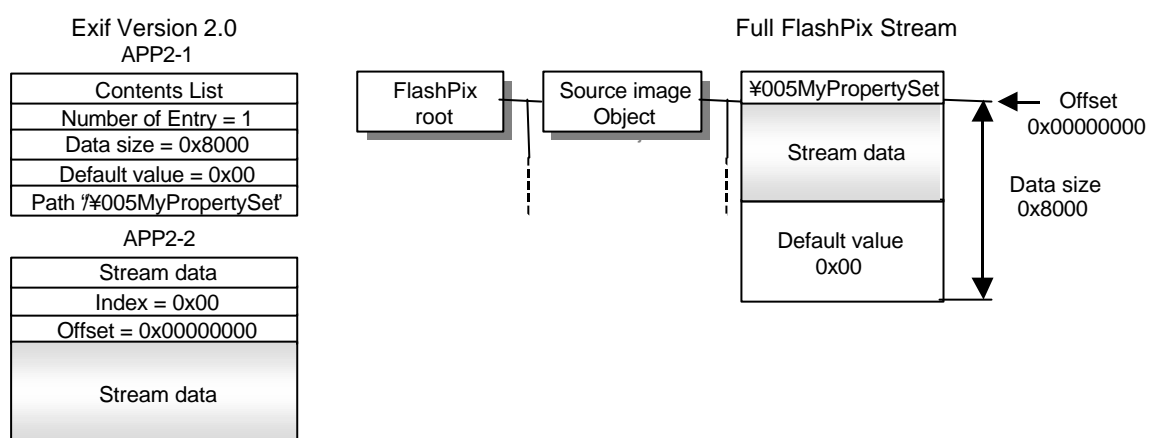 Exif Version 2.0
APP2-1
Contents List
Number of Entry = 1
Data size = 0x8000
Default value = 0x00
Path “/¥005MyPropertySet”
APP2-2
Stream data
Index = 0x00
Offset = 0x00000000
Stream data
Full FlashPix Stream
FlashPix
root
Source image
Object
¥005MyPropertySet
Stream data
Default value
0x00
Offset
0x00000000
Data size
0x8000